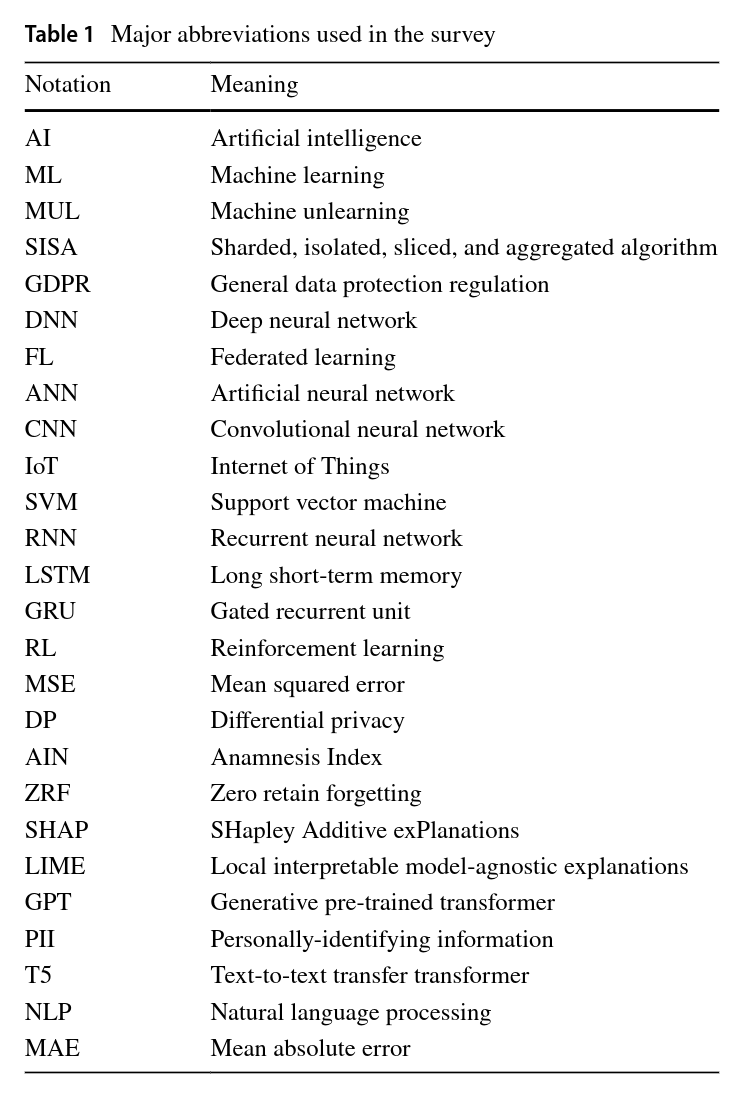 Table 1 Major abbreviations used in the survey
Notation Meaning
AI Artificial intelligence
ML Machine learning
MUL Machine unlearning
SISA Sharded, isolated, sliced, and aggregated algorithm
GDPR General data protection regulation
DNN Deep neural network
FL Federated learning
ANN Artificial neural network
CNN Convolutional neural network
IoT Internet of Things
SVM Support vector machine
RNN Recurrent neural network
LSTM Long short-term memory
GRU Gated recurrent unit
RL Reinforcement learning
MSE Mean squared error
DP Differential privacy
AIN Anamnesis Index
ZRF Zero retain forgetting
SHAP SHapley Additive exPlanations
LIME Local interpretable model-agnostic explanations
GPT Generative pre-trained transformer
PII Personally-identifying information
T5 Text-to-text transfer transformer
NLP Natural language processing
MAE Mean absolute error